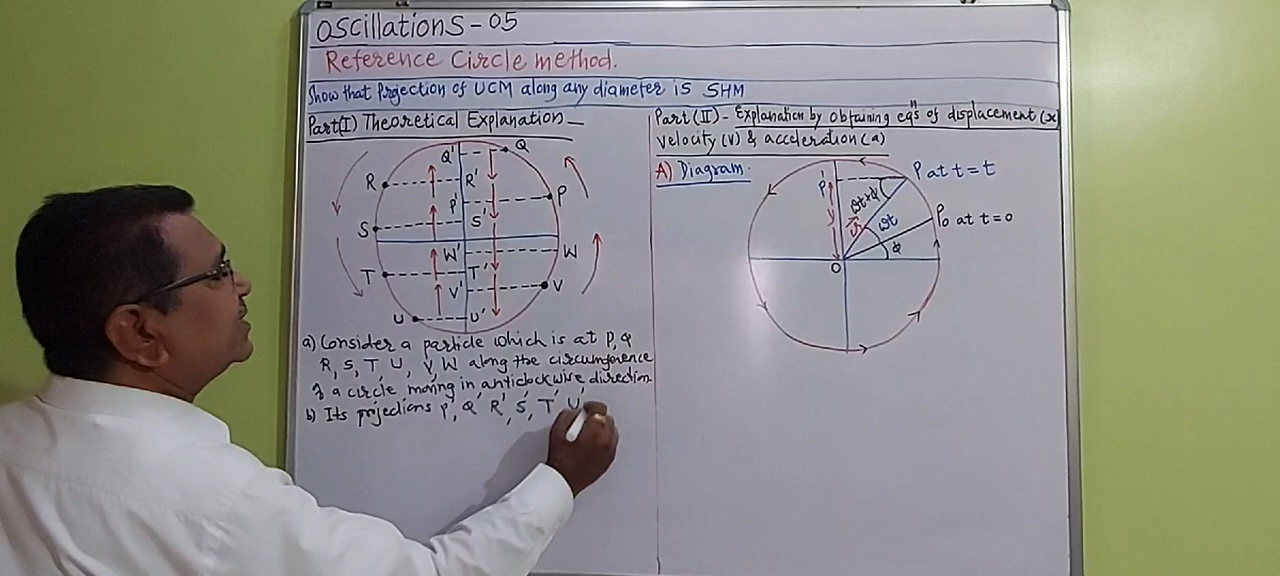 Oscillations-05
Reference Circle method.
Show that Projection of UCM along any diameter is SHM
Part(I) Theoretical Explanation —
Q' Q
R R'
P' P
S S'
W' W
T T'
V' V
U U'
a) Consider a particle which is at P, Q
R, S, T, U, V, W along the circumference
of a circle moving in anticlockwise direction
b) Its projections P', Q' R', S', T' U'
Part(II)- Explanation by obtaining eqⁿs of displacement(x)
velocity (v) & acceleration(a)
A) Diagram.
P' P at t = t
ωt+φ
y ωt P₀ at t=0
φ
O